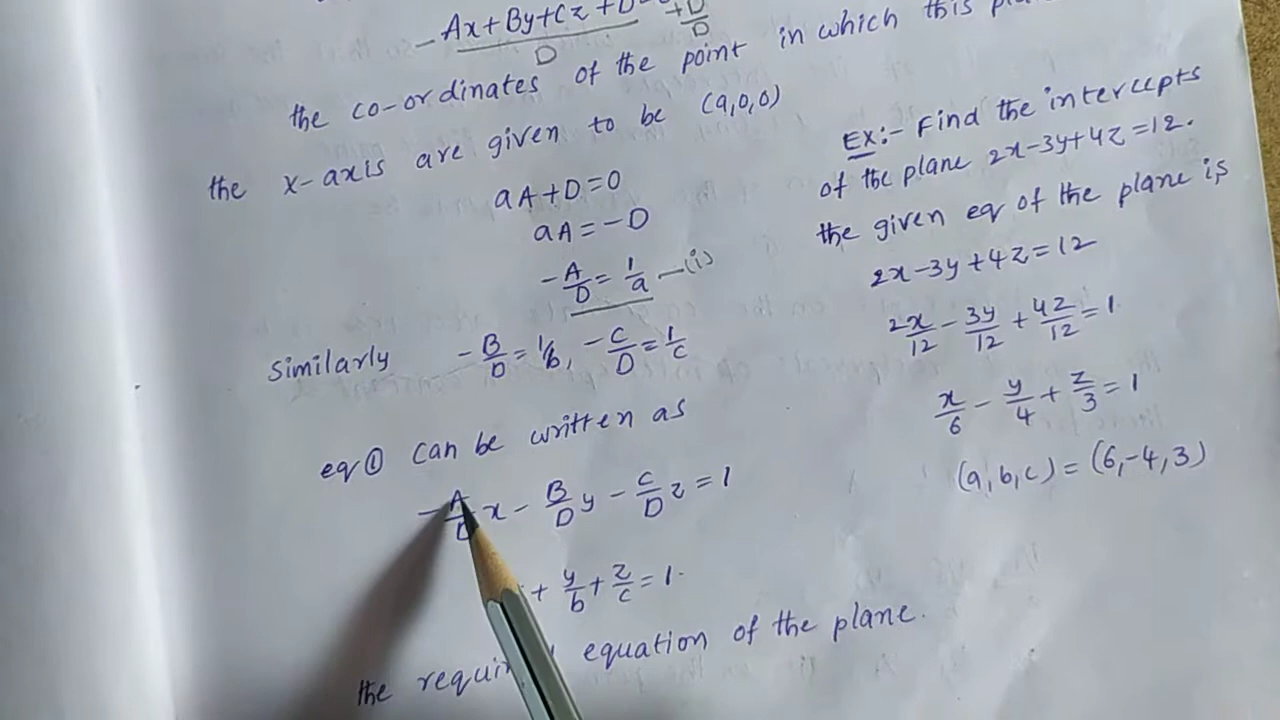 - Ax + By + Cz + D
D
+D
D
the co-ordinates of the point in which this
the x-axis are given to be (a,0,0)
aA+D=0
aA=-D
-A/D = 1/a —(i)
Similarly -B/D = 1/b, -C/D = 1/c
eq ① can be written as
-A/D x - B/D y - C/D z = 1
+ y/b + z/c = 1.
the equation of the plane.
EX:- Find the intercepts
of the plane 2x-3y+4z=12.
the given eq of the plane is
2x-3y+4z=12
2x/12 - 3y/12 + 4z/12 = 1.
x/6 - y/4 + z/3 = 1
(a,b,c) = (6,-4,3)